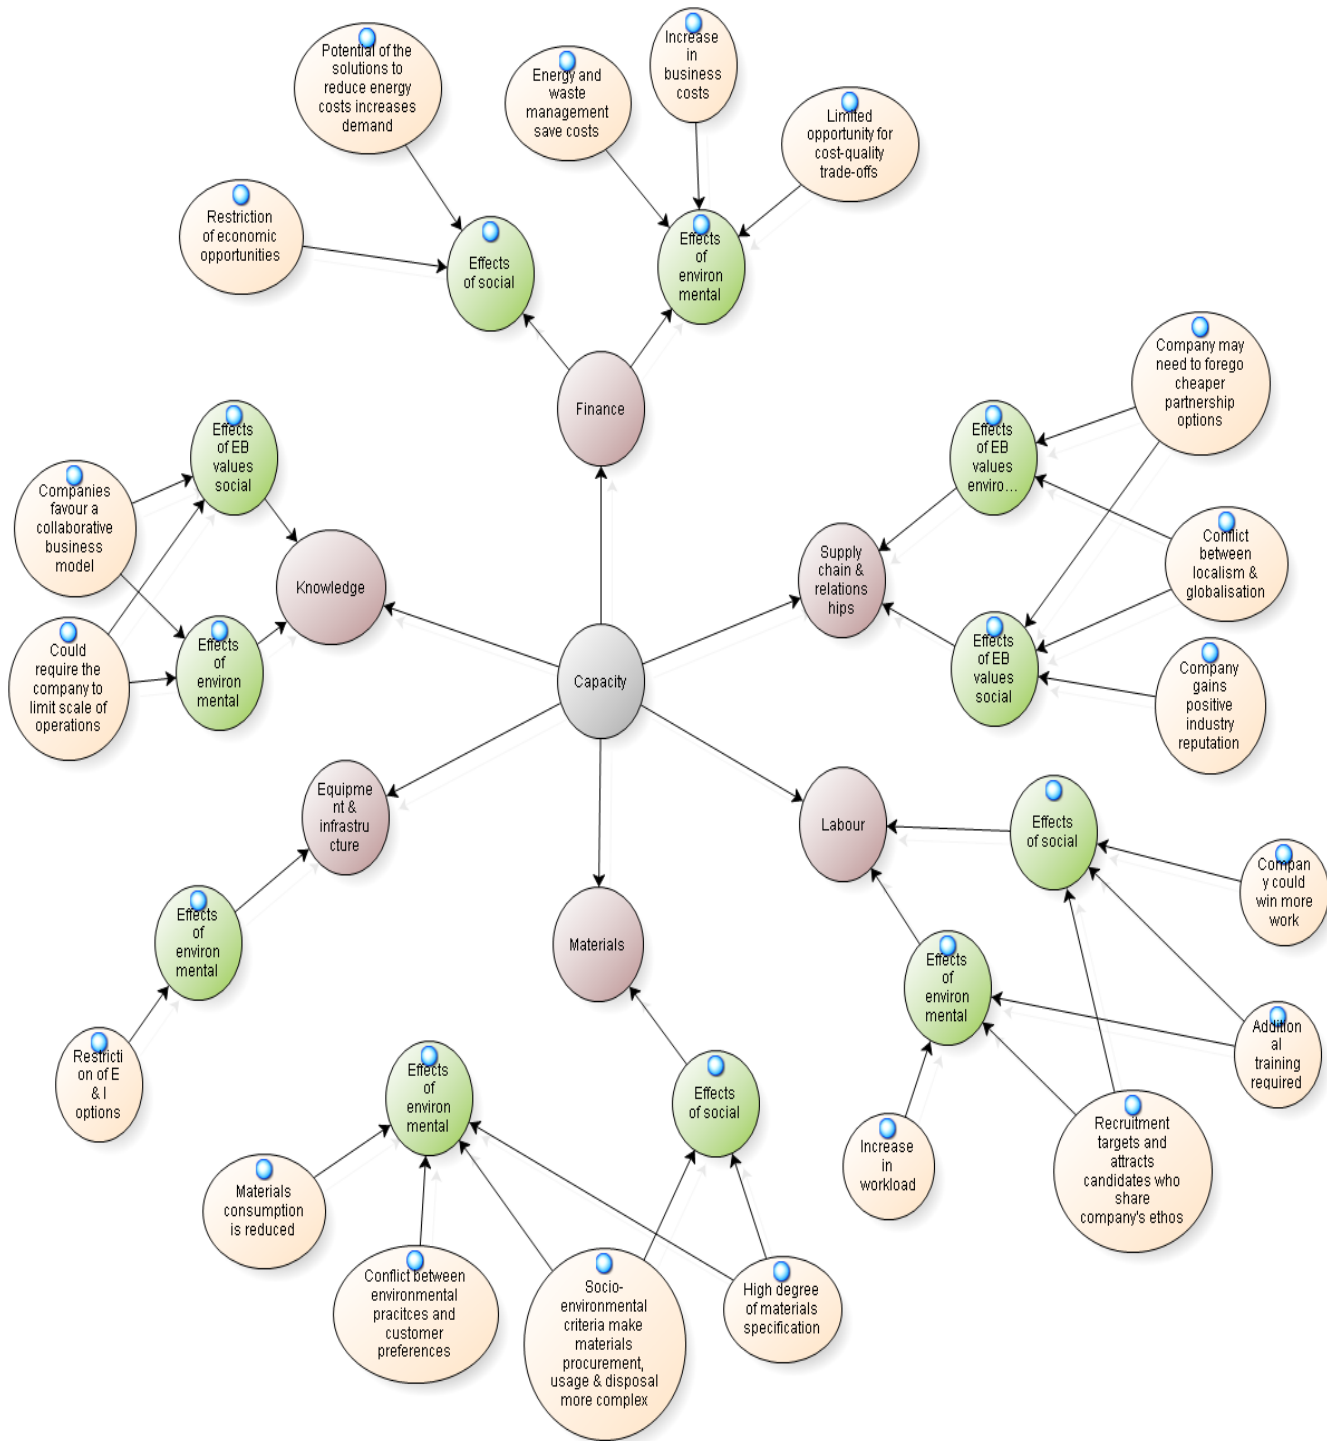 Potential of the
solutions to
reduce energy
costs increases
demand
Energy and
waste
management
save costs
Increase
in
business
costs
Limited
opportunity for
cost-quality
trade-offs
Restriction
of economic
opportunities
Effects
of social
Effects
of
environ
mental
Finance
Company may
need to forego
cheaper
partnership
options
Effects
of EB
values
social
Effects
of EB
values
enviro...
Companies
favour a
collaborative
business
model
Knowledge
Supply
chain &
relations
hips
Conflict
between
localism &
globalisation
Could
require the
company to
limit scale of
operations
Effects
of
environ
mental
Capacity
Effects
of EB
values
social
Company
gains
positive
industry
reputation
Equipme
nt &
infrastru
cture
Labour
Effects
of social
Compan
y could
win more
work
Effects
of
environ
mental
Materials
Effects
of
environ
mental
Restricti
on of E
& I
options
Effects
of
environ
mental
Effects
of social
Addition
al
training
required
Increase
in
workload
Recruitment
targets and
attracts
candidates who
share
company's ethos
Materials
consumption
is reduced
Conflict between
environmental
pracitces and
customer
preferences
Socio-
environmental
criteria make
materials
procurement,
usage & disposal
more complex
High degree
of materials
specification